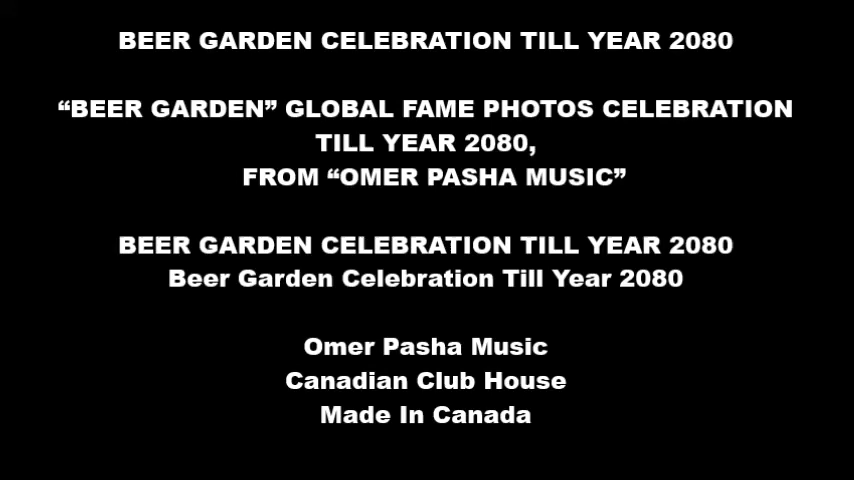 BEER GARDEN CELEBRATION TILL YEAR 2080
“BEER GARDEN” GLOBAL FAME PHOTOS CELEBRATION
TILL YEAR 2080,
FROM “OMER PASHA MUSIC”
BEER GARDEN CELEBRATION TILL YEAR 2080
Beer Garden Celebration Till Year 2080
Omer Pasha Music
Canadian Club House
Made In Canada